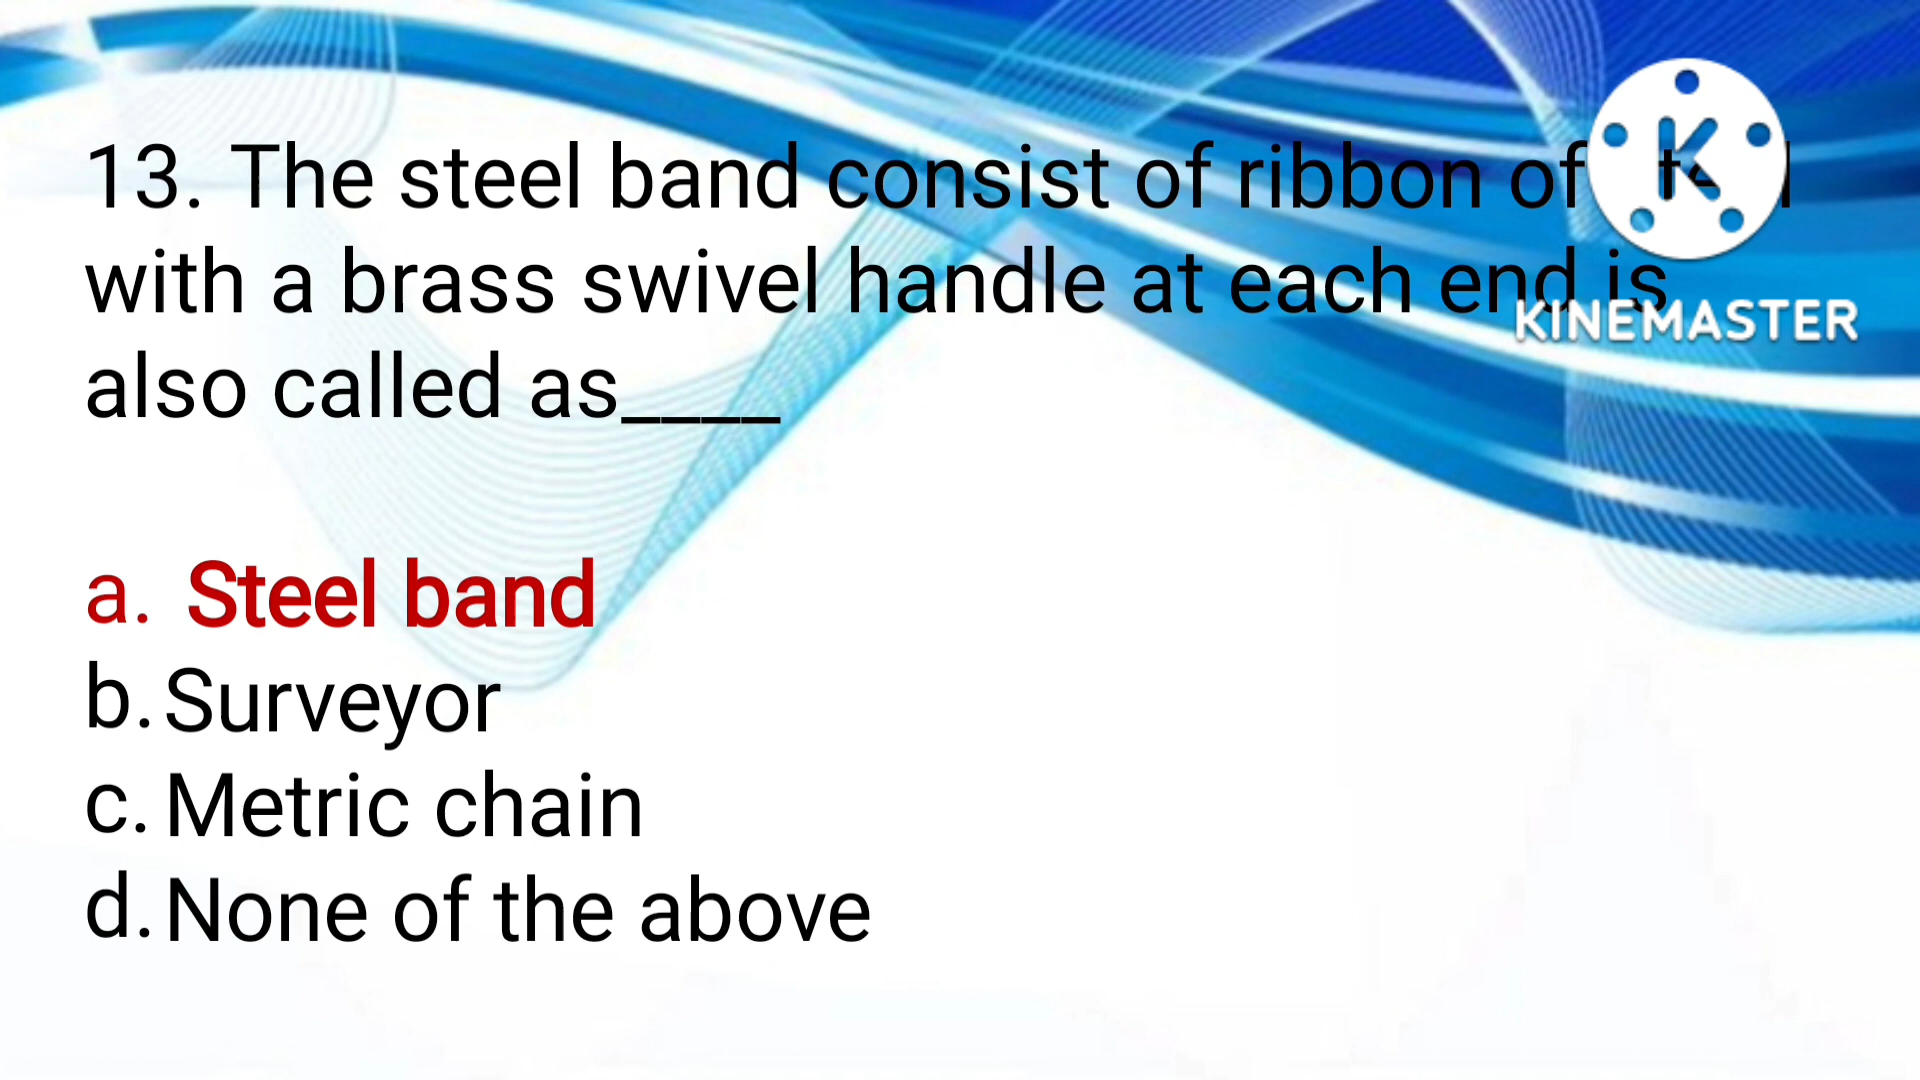 13. The steel band consist of ribbon of
with a brass swivel handle at each end is
also called as____
a. Steel band
b. Surveyor
c. Metric chain
d. None of the above
K
KINEMASTER